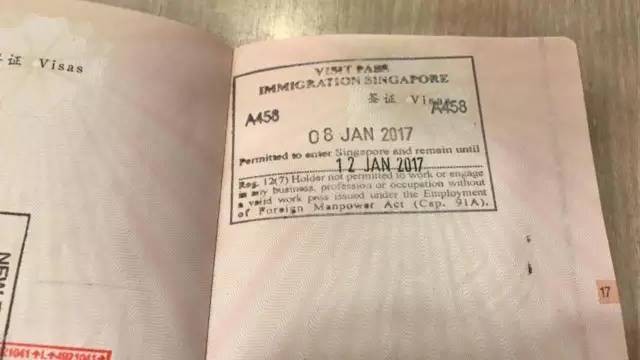 证 Visas
VISIT PASS
IMMIGRATION SINGAPORE
签证 Visas
A458 A458
08 JAN 2017
Permitted to enter Singapore and remain until
12 JAN 2017
Reg. 12(7) Holder not permitted to work or engage
in any business, profession or occupation without
a valid work pass issued under the Employment
of Foreign Manpower Act (Cap. 91A).
17
NEW